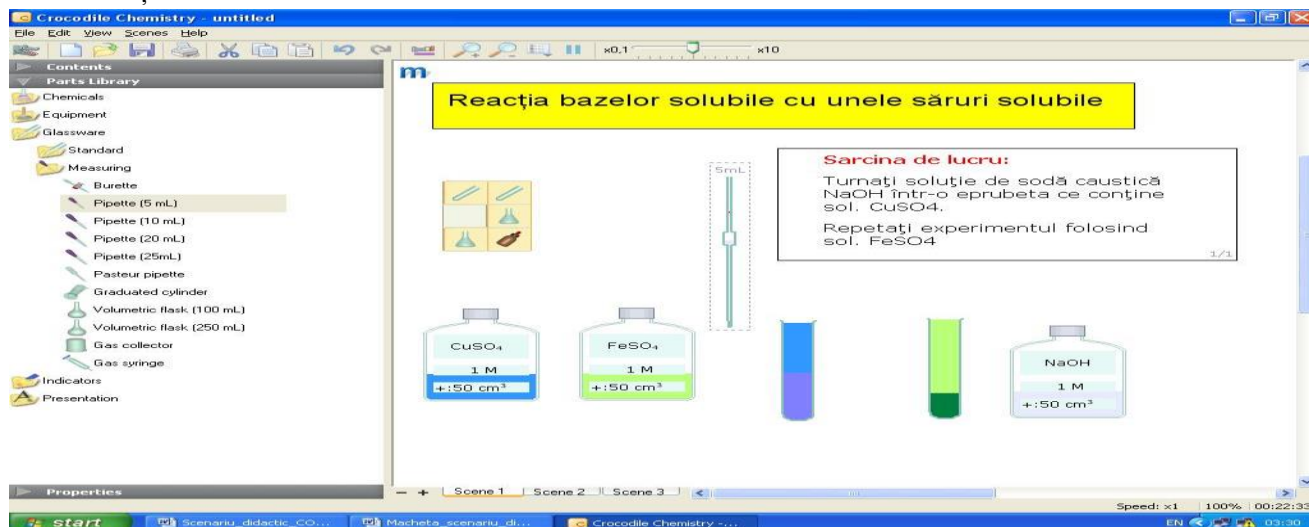 Crocodile Chemistry - untitled
File Edit View Scenes Help
x0,1 x10
Contents
Parts Library
Chemicals
Equipment
Glassware
Standard
Measuring
Burette
Pipette (5 mL)
Pipette (10 mL)
Pipette (20 mL)
Pipette (25mL)
Pasteur pipette
Graduated cylinder
Volumetric flask (100 mL)
Volumetric flask (250 mL)
Gas collector
Gas syringe
Indicators
Presentation
Properties
m
Reacția bazelor solubile cu unele săruri solubile
5mL
Sarcina de lucru:
Turnaţi soluţie de sodă caustică
NaOH într-o eprubeta ce conţine
sol. CuSO4.
Repetaţi experimentul folosind
sol. FeSO4
1/1
CuSO₄
1 M
+:50 cm³
FeSO₄
1 M
+:50 cm³
NaOH
1 M
+:50 cm³
Scene 1 Scene 2 Scene 3
Speed: x1 100% 00:22:33
start Scenariu_didactic_CO... Macheta_scenariu_di... Crocodile Chemistry -... EN 03:30